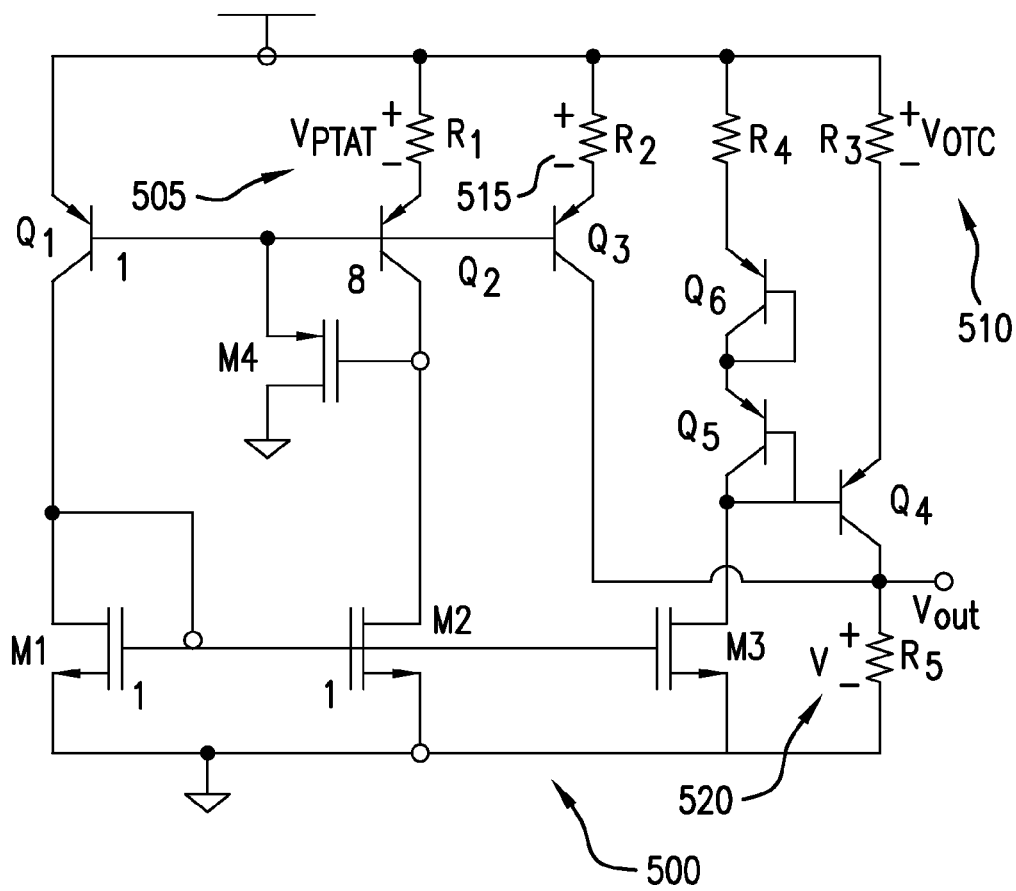 + VPTAT −
R1
+ 515 −
R2
R4
R3
+ VOTC −
505
Q1
1
8
Q2
Q3
Q6
510
M4
Q5
Q4
M1
1
M2
1
M3
Vout
+ V −
R5
520
500